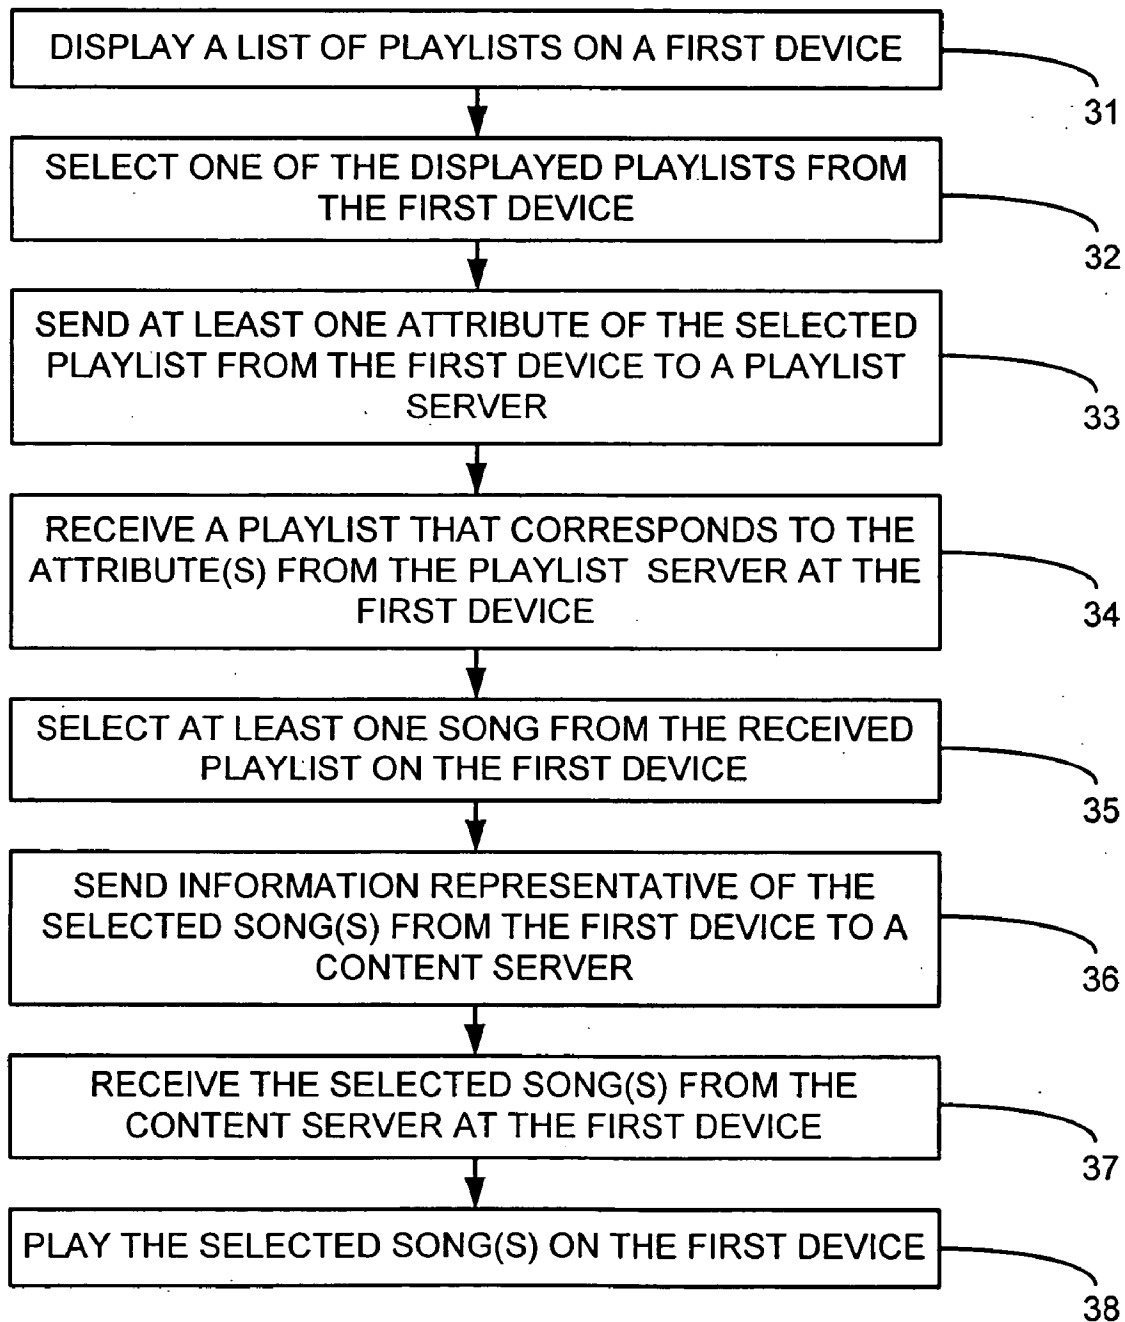 DISPLAY A LIST OF PLAYLISTS ON A FIRST DEVICE
31
SELECT ONE OF THE DISPLAYED PLAYLISTS FROM
THE FIRST DEVICE
32
SEND AT LEAST ONE ATTRIBUTE OF THE SELECTED
PLAYLIST FROM THE FIRST DEVICE TO A PLAYLIST
SERVER
33
RECEIVE A PLAYLIST THAT CORRESPONDS TO THE
ATTRIBUTE(S) FROM THE PLAYLIST SERVER AT THE
FIRST DEVICE
34
SELECT AT LEAST ONE SONG FROM THE RECEIVED
PLAYLIST ON THE FIRST DEVICE
35
SEND INFORMATION REPRESENTATIVE OF THE
SELECTED SONG(S) FROM THE FIRST DEVICE TO A
CONTENT SERVER
36
RECEIVE THE SELECTED SONG(S) FROM THE
CONTENT SERVER AT THE FIRST DEVICE
37
PLAY THE SELECTED SONG(S) ON THE FIRST DEVICE
38